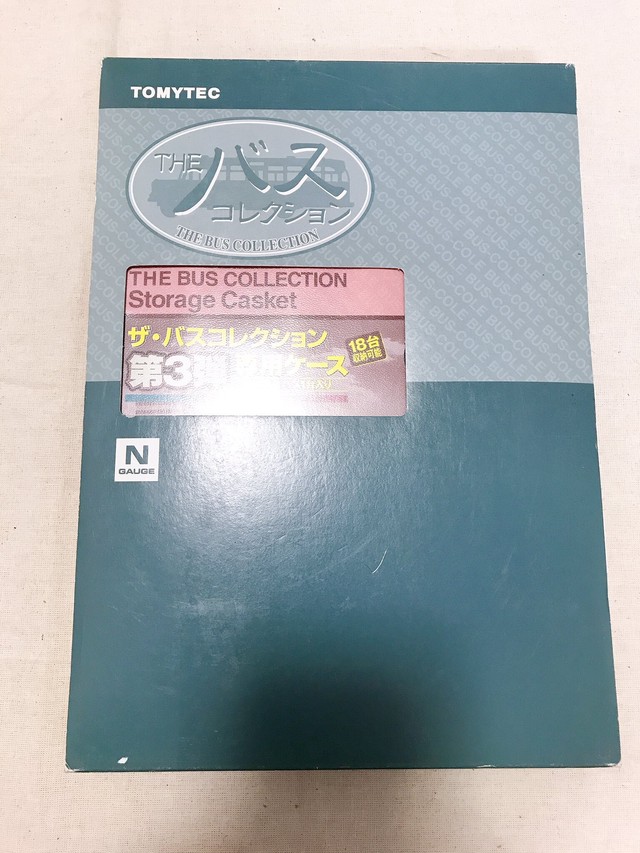 TOMYTEC
THE バス
コレクション
THE BUS COLLECTION
THE BUS COLLECTION
Storage Casket
ザ・バスコレクション
18台
収納可能
第3弾 専用ケース
N
GAUGE